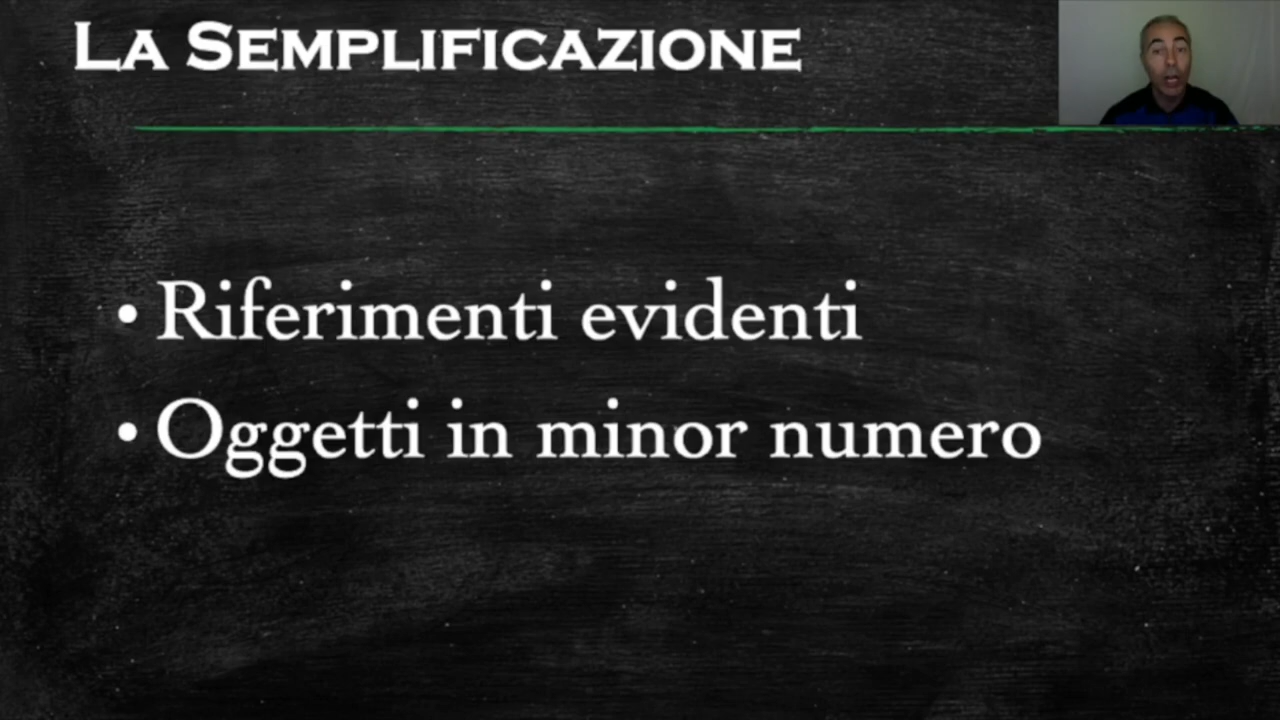 La Semplificazione
• Riferimenti evidenti
• Oggetti in minor numero